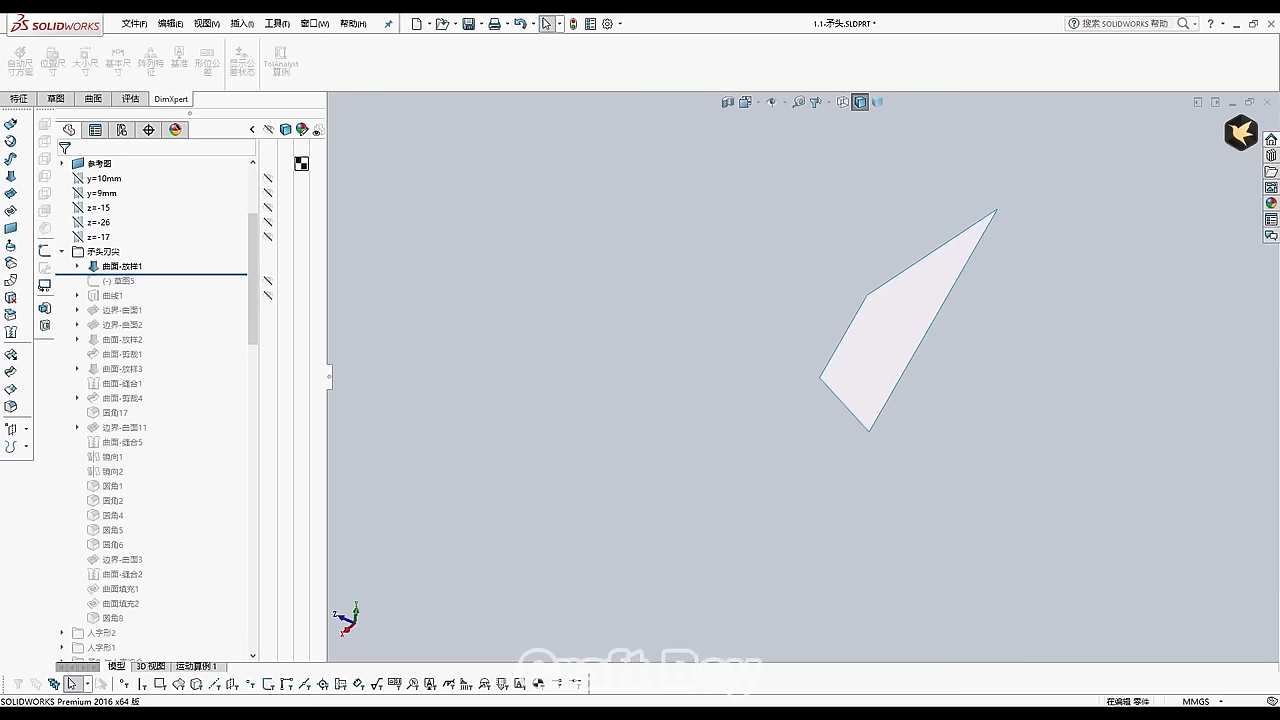 SOLIDWORKS 文件(F) 编辑(E) 视图(V) 插入(I) 工具(T) 窗口(W) 帮助(H) 1.1-矛头.SLDPRT * 搜索 SOLIDWORKS 帮助
自动尺寸方案 位置尺寸 大小尺寸 基本尺寸 阵列特征 基准 形位公差 显示公差状态 TolAnalyst 算例
特征 草图 曲面 评估 DimXpert
参考图
y=10mm
y=9mm
z=-15
z=-26
z=-17
矛头刃尖
曲面-放样1
(-) 草图5
曲线1
边界-曲面1
边界-曲面2
曲面-放样2
曲面-剪裁1
曲面-放样3
曲面-缝合1
曲面-剪裁4
圆角17
边界-曲面11
曲面-缝合5
镜向1
镜向2
圆角1
圆角2
圆角4
圆角5
圆角6
边界-曲面3
曲面-缝合2
曲面填充1
曲面填充2
圆角8
人字形2
人字形1
Y
Z
X
模型 3D 视图 运动算例 1
Craft Boy
SOLIDWORKS Premium 2016 x64 版 在编辑 零件 MMGS